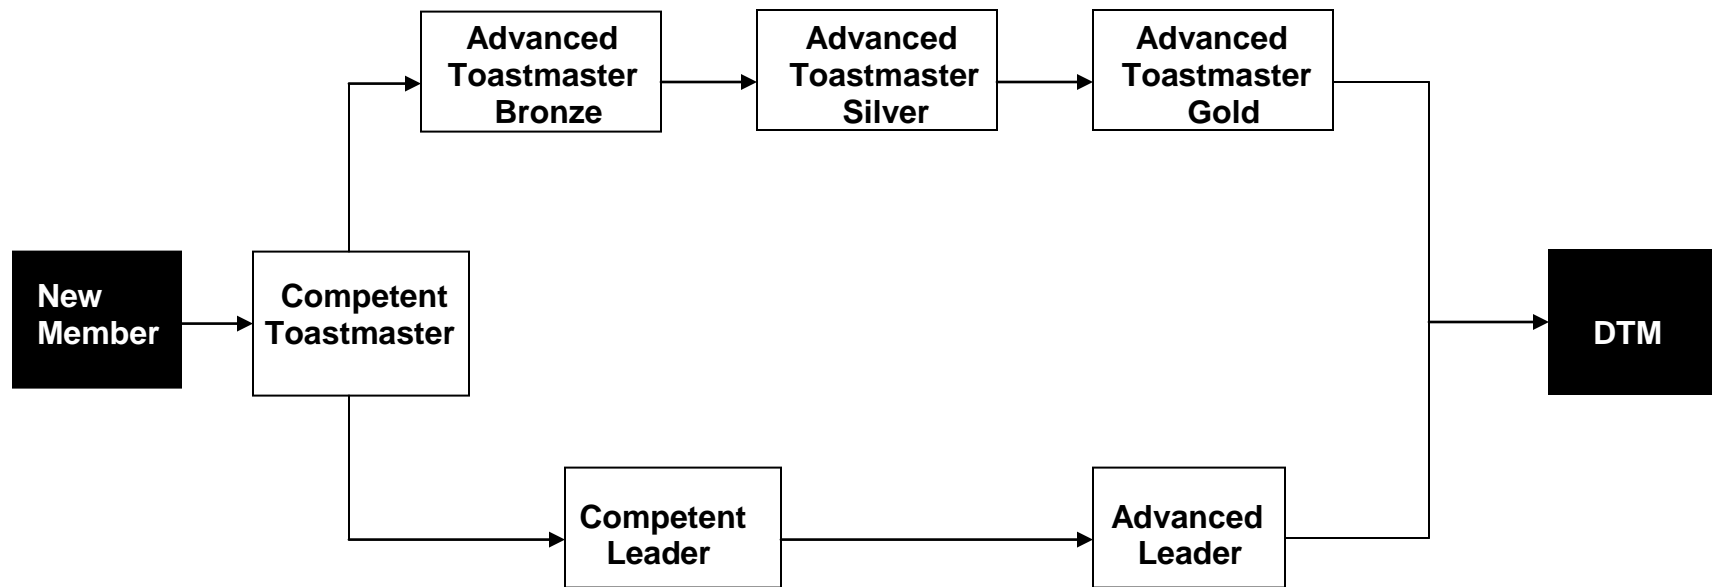 Advanced
Toastmaster
Bronze
Advanced
Toastmaster
Silver
Advanced
Toastmaster
Gold
New
Member
Competent
Toastmaster
DTM
Competent
Leader
Advanced
Leader